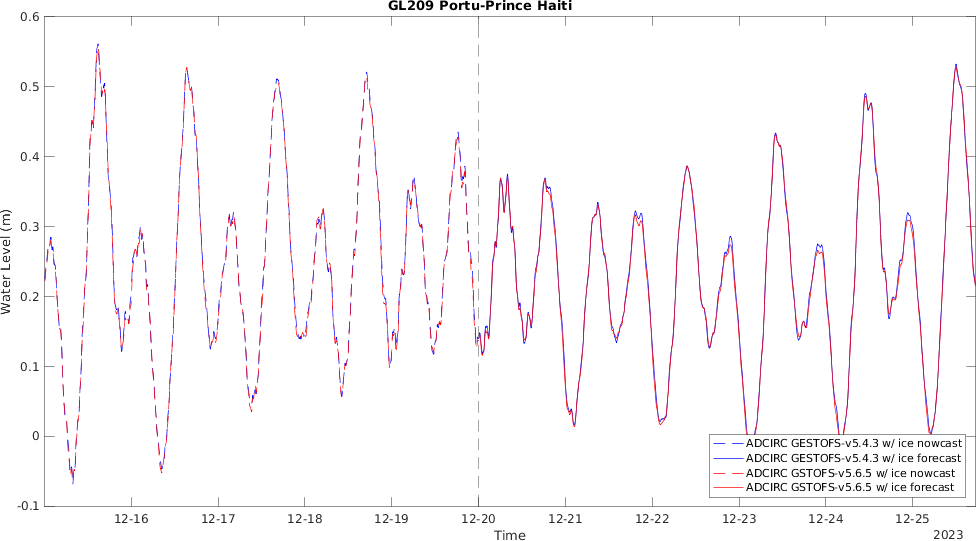 GL209 Portu-Prince Haiti
0.6
0.5
0.4
0.3
0.2
0.1
0
-0.1
Water Level (m)
ADCIRC GESTOFS-v5.4.3 w/ ice nowcast
ADCIRC GESTOFS-v5.4.3 w/ ice forecast
ADCIRC GSTOFS-v5.6.5 w/ ice nowcast
ADCIRC GSTOFS-v5.6.5 w/ ice forecast
12-16 12-17 12-18 12-19 12-20 12-21 12-22 12-23 12-24 12-25
Time
2023